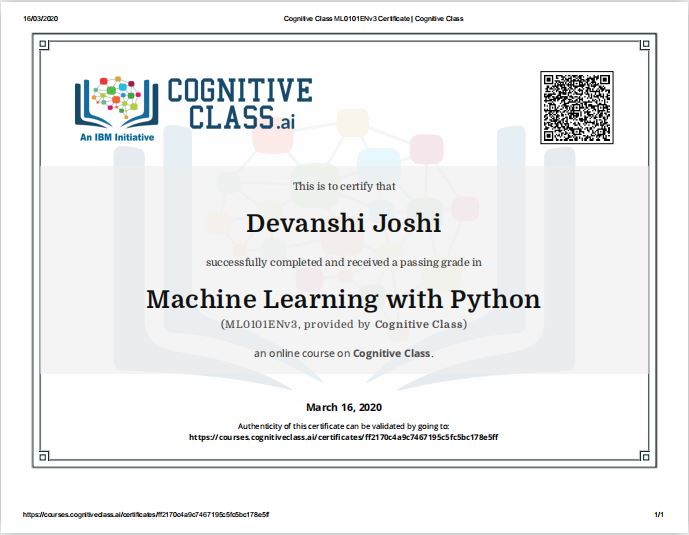 16/03/2020
Cognitive Class ML0101ENv3 Certificate | Cognitive Class
COGNITIVE
CLASS.ai
An IBM Initiative
This is to certify that
Devanshi Joshi
successfully completed and received a passing grade in
Machine Learning with Python
(ML0101ENv3, provided by Cognitive Class)
an online course on Cognitive Class.
March 16, 2020
Authenticity of this certificate can be validated by going to:
https://courses.cognitiveclass.ai/certificates/ff2170c4a9c7467195c5fc5bc178e5ff
https://courses.cognitiveclass.ai/certificates/ff2170c4a9c7467195c5fc5bc178e5ff
1/1